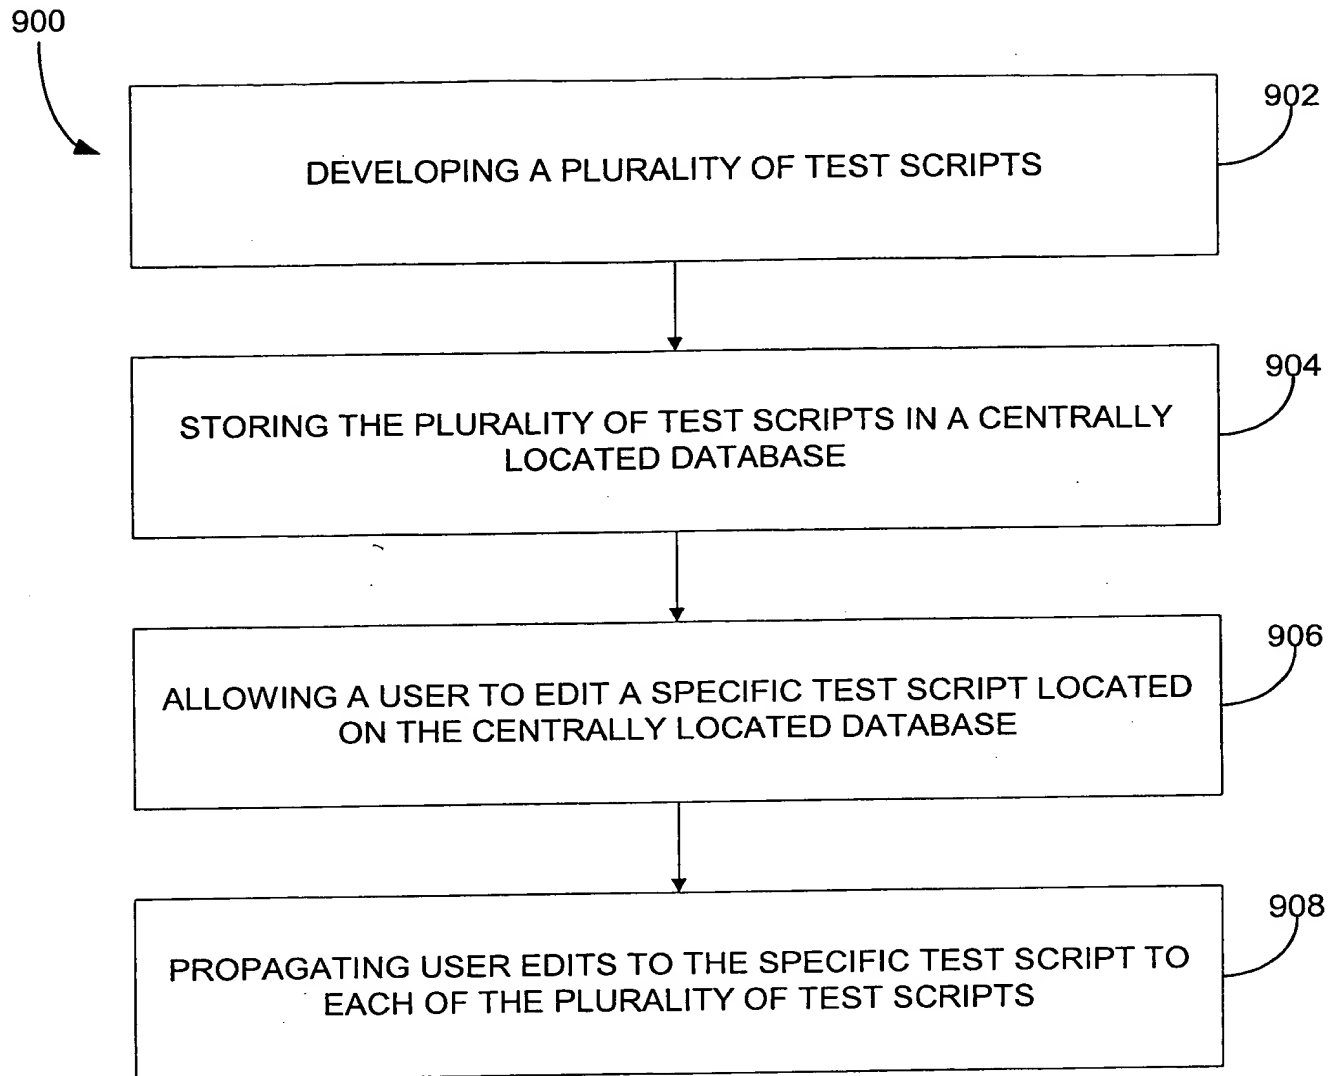 900
902
DEVELOPING A PLURALITY OF TEST SCRIPTS
904
STORING THE PLURALITY OF TEST SCRIPTS IN A CENTRALLY
LOCATED DATABASE
906
ALLOWING A USER TO EDIT A SPECIFIC TEST SCRIPT LOCATED
ON THE CENTRALLY LOCATED DATABASE
908
PROPAGATING USER EDITS TO THE SPECIFIC TEST SCRIPT TO
EACH OF THE PLURALITY OF TEST SCRIPTS